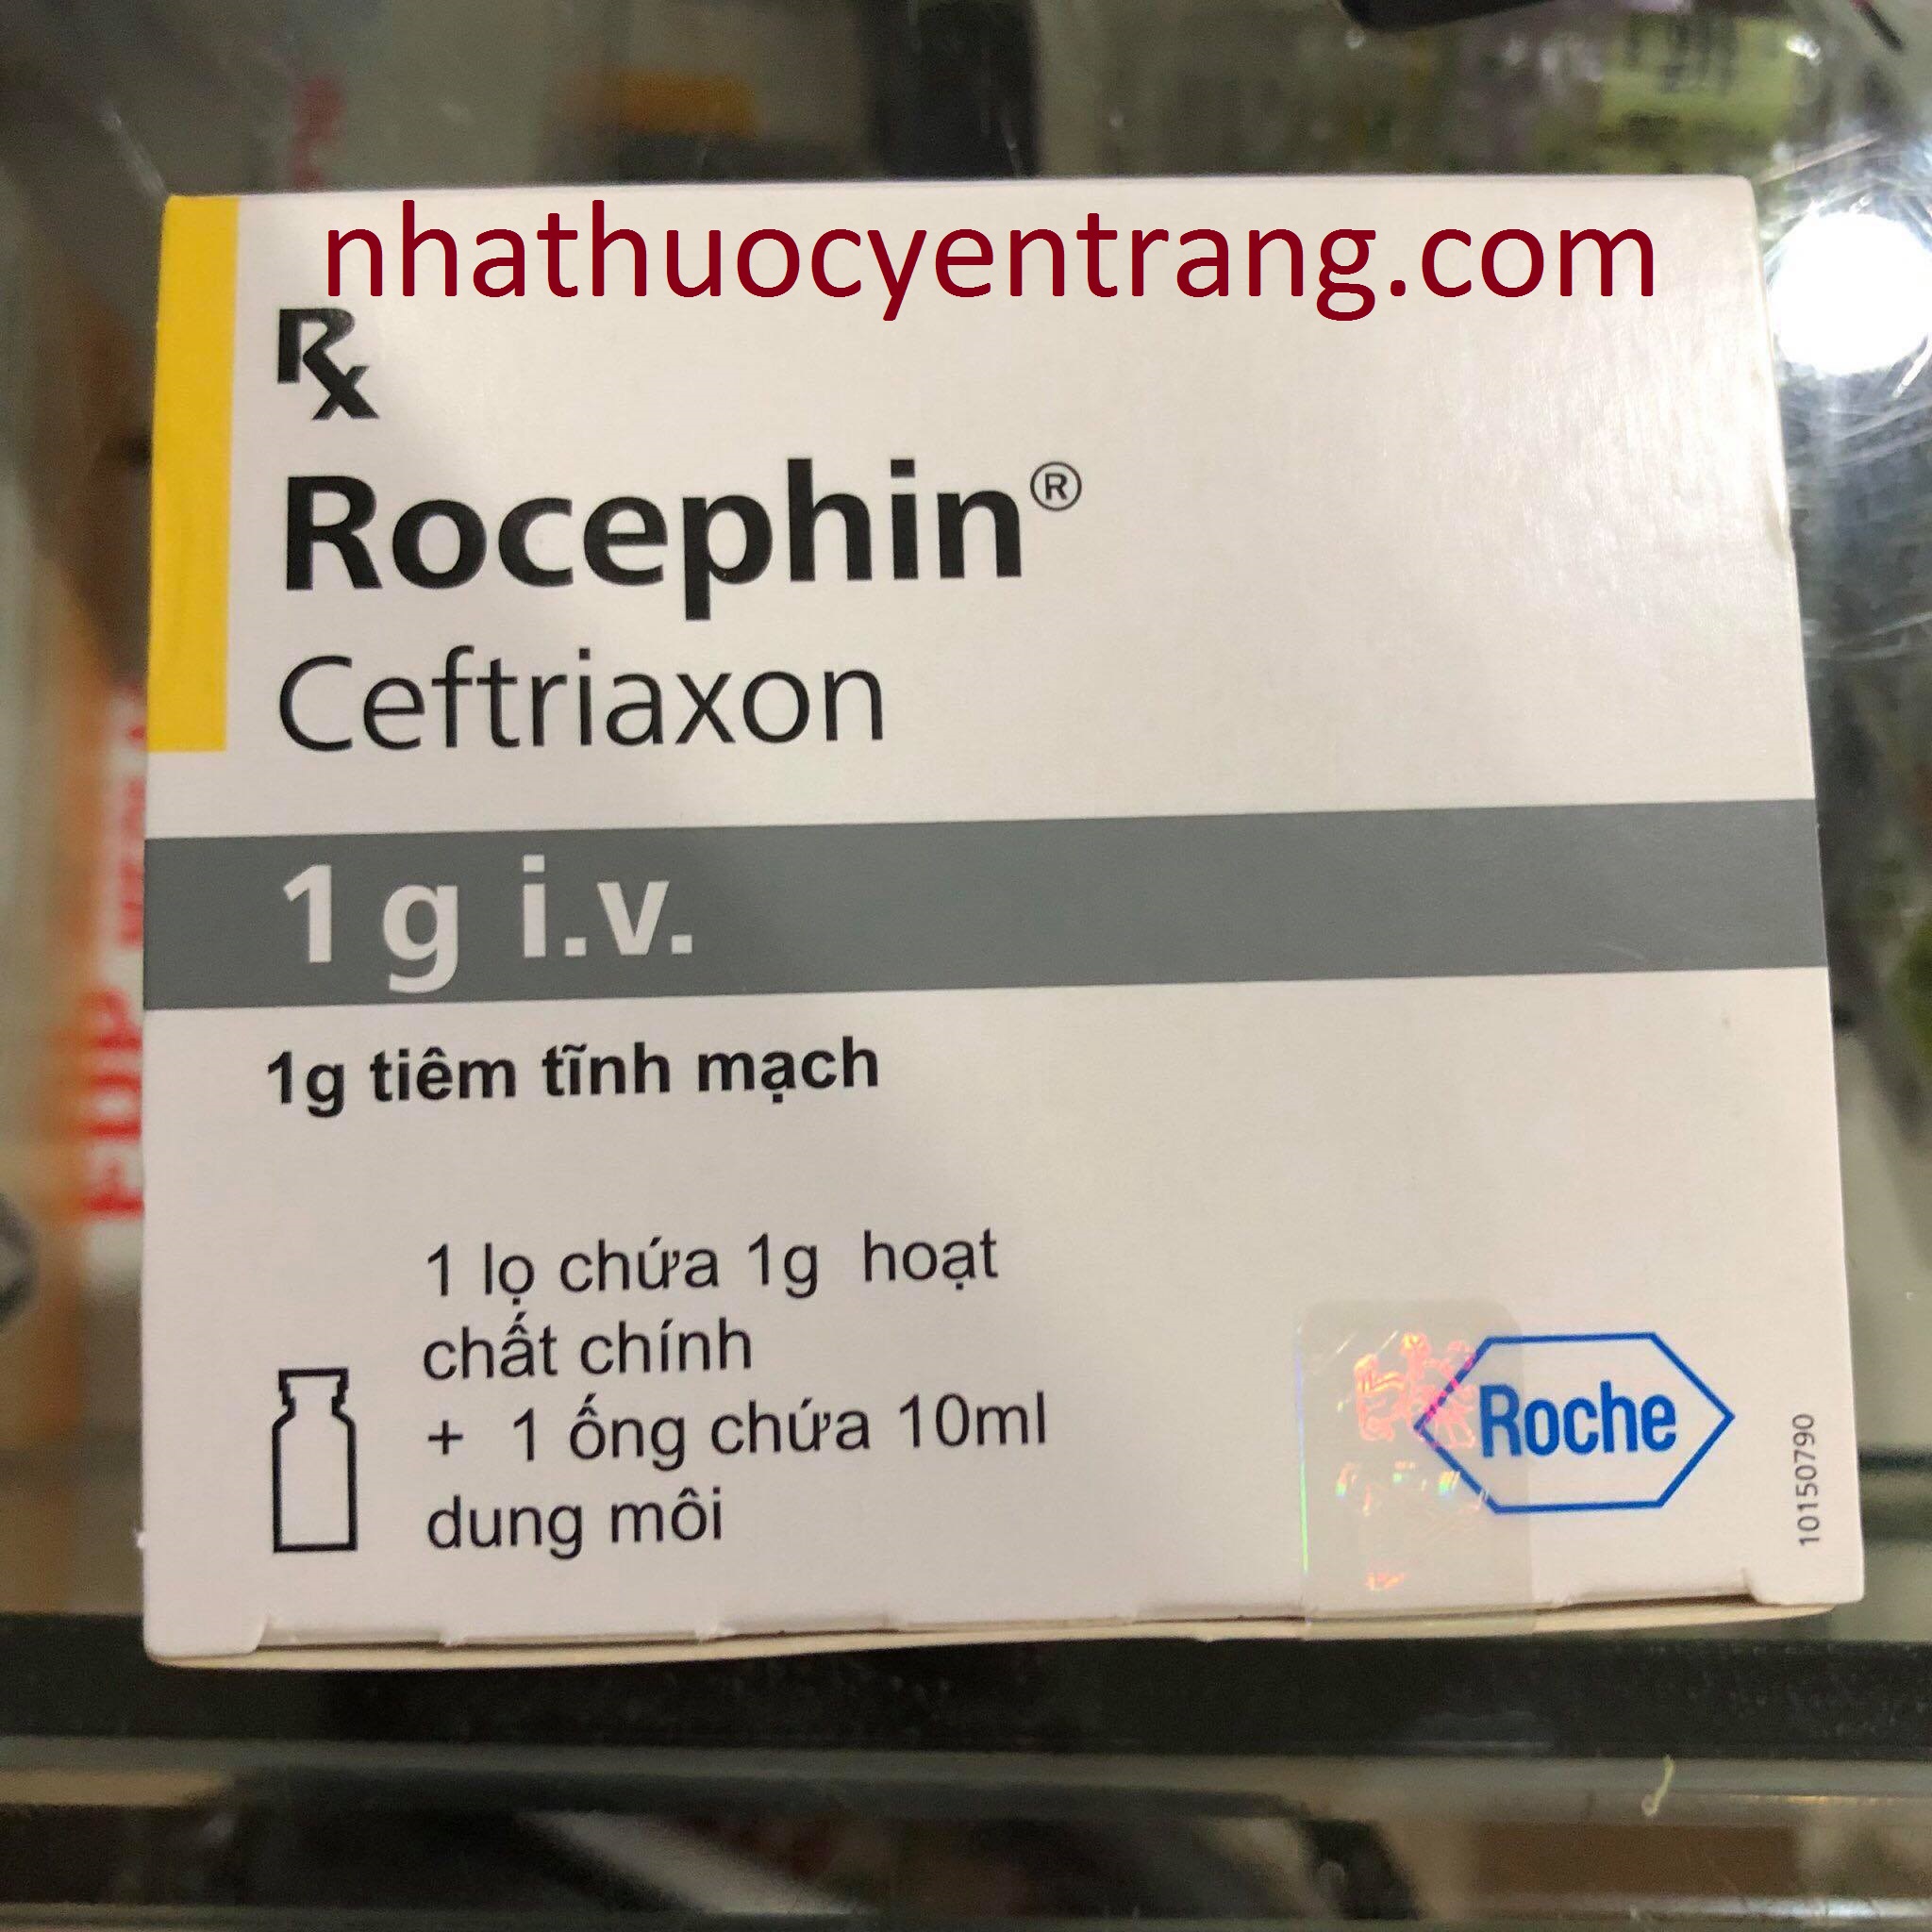 nhathuocyentrang.com
Rx
Rocephin®
Ceftriaxon
1 g i.v.
1g tiêm tĩnh mạch
1 lọ chứa 1g hoạt
chất chính
+ 1 ống chứa 10ml
dung môi
Roche
10150790